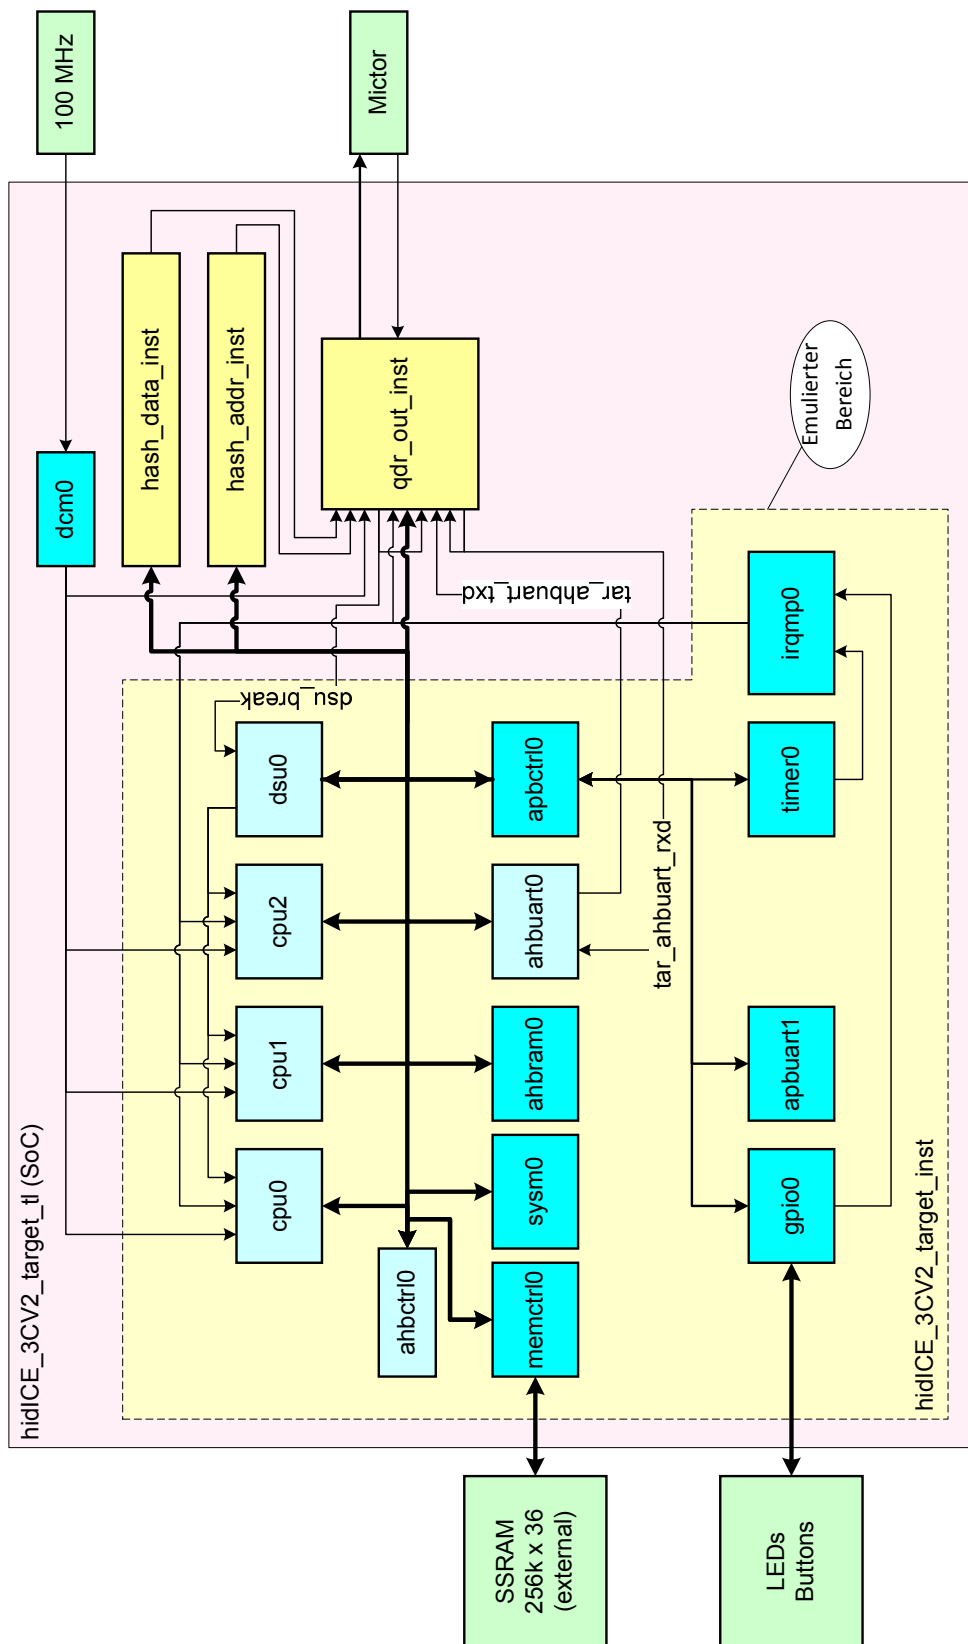 hidICE_3CV2_target_tl (SoC)
100 MHz
dcm0
hash_data_inst
hash_addr_inst
Mictor
cpu0
cpu1
cpu2
dsu0
dsu_break
qdr_out_inst
ahbctrl0
tar_ahbuart_txd
SSRAM
256k x 36
(external)
memctrl0
sysm0
ahbram0
ahbuart0
apbctrl0
tar_ahbuart_rxd
LEDs
Buttons
gpio0
apbuart1
timer0
irqmp0
Emulierter
Bereich
hidICE_3CV2_target_inst